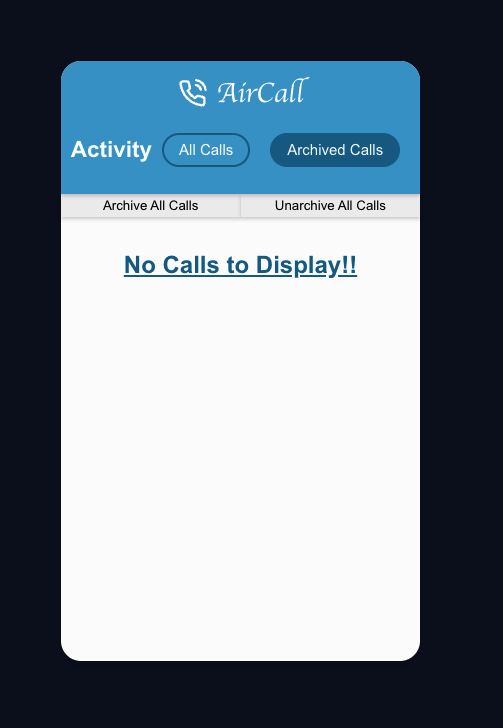 AirCall
Activity All Calls Archived Calls
Archive All Calls Unarchive All Calls
No Calls to Display!!